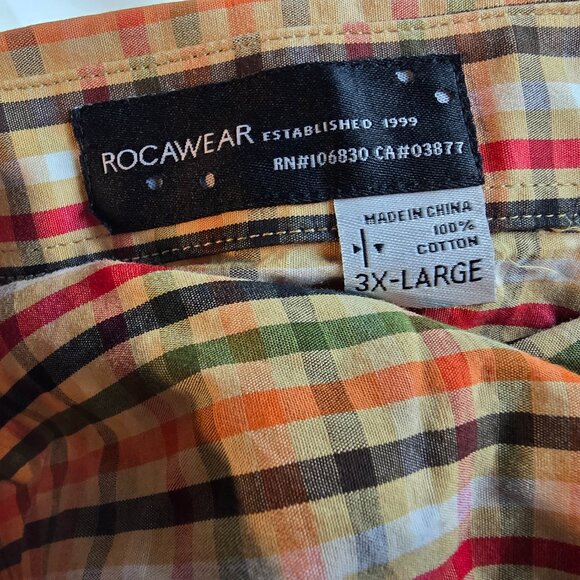 ROCAWEAR ESTABLISHED 1999
RN#106830 CA#03877
MADE IN CHINA
100%
COTTON
3X-LARGE